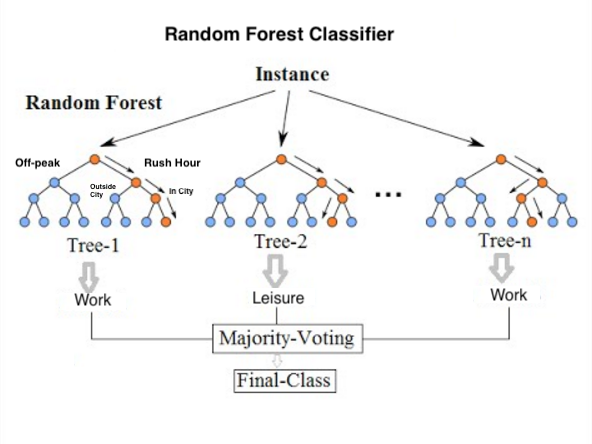 Random Forest Classifier
Instance
Random Forest
Off-peak
Rush Hour
Outside
City
In City
...
Tree-1
Tree-2
Tree-n
Work
Leisure
Work
Majority-Voting
Final-Class